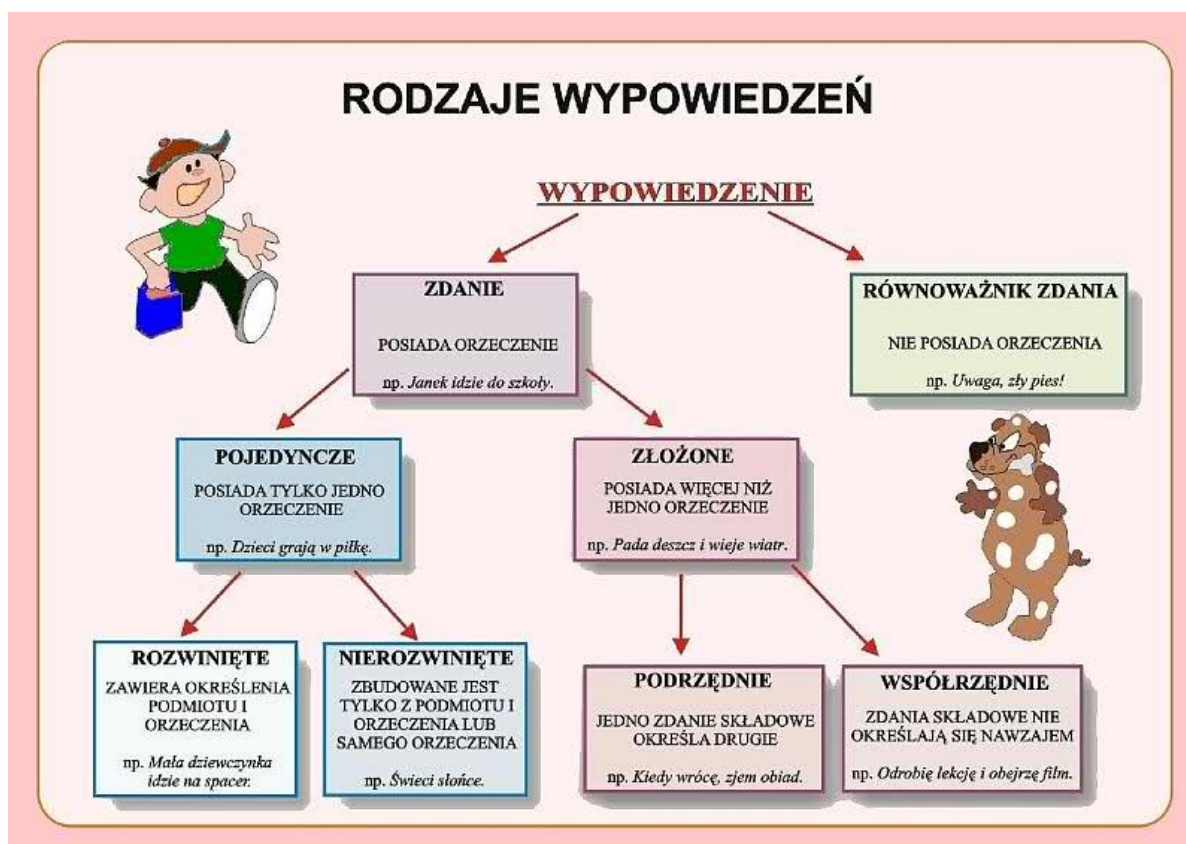 RODZAJE WYPOWIEDZEŃ
WYPOWIEDZENIE
ZDANIE
POSIADA ORZECZENIE
np. Janek idzie do szkoły.
RÓWNOWAŻNIK ZDANIA
NIE POSIADA ORZECZENIA
np. Uwaga, zły pies!
POJEDYNCZE
POSIADA TYLKO JEDNO
ORZECZENIE
np. Dzieci grają w piłkę.
ZŁOŻONE
POSIADA WIĘCEJ NIŻ
JEDNO ORZECZENIE
np. Pada deszcz i wieje wiatr.
ROZWINIĘTE
ZAWIERA OKREŚLENIA
PODMIOTU I
ORZECZENIA
np. Mała dziewczynka
idzie na spacer.
NIEROZWINIĘTE
ZBUDOWANE JEST
TYLKO Z PODMIOTU I
ORZECZENIA LUB
SAMEGO ORZECZENIA
np. Świeci słońce.
PODRZĘDNIE
JEDNO ZDANIE SKŁADOWE
OKREŚLA DRUGIE
np. Kiedy wrócę, zjem obiad.
WSPÓŁRZĘDNIE
ZDANIA SKŁADOWE NIE
OKREŚLAJĄ SIĘ NAWZAJEM
np. Odrobię lekcję i obejrzę film.